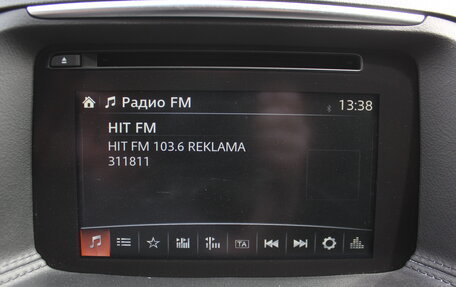 Радио FM
13:38
HIT FM
HIT FM 103.6 REKLAMA
311811
TA